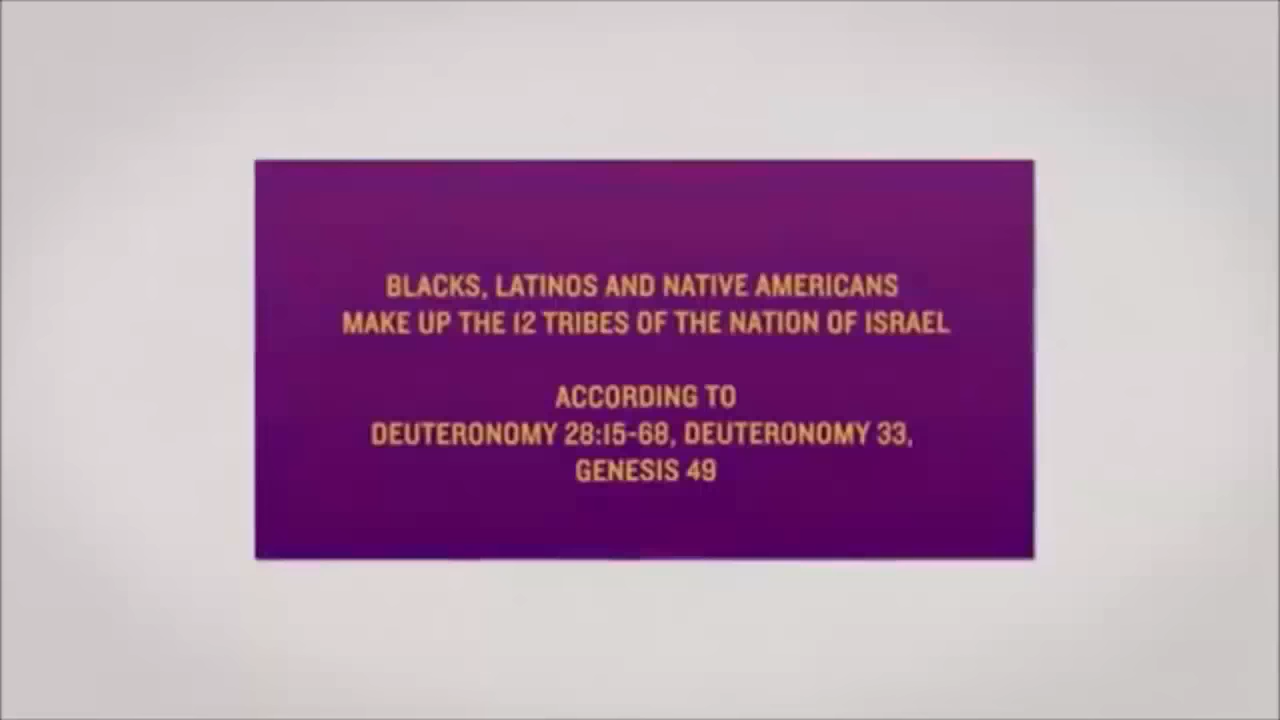 BLACKS, LATINOS AND NATIVE AMERICANS
MAKE UP THE 12 TRIBES OF THE NATION OF ISRAEL
ACCORDING TO
DEUTERONOMY 28:15-68, DEUTERONOMY 33,
GENESIS 49